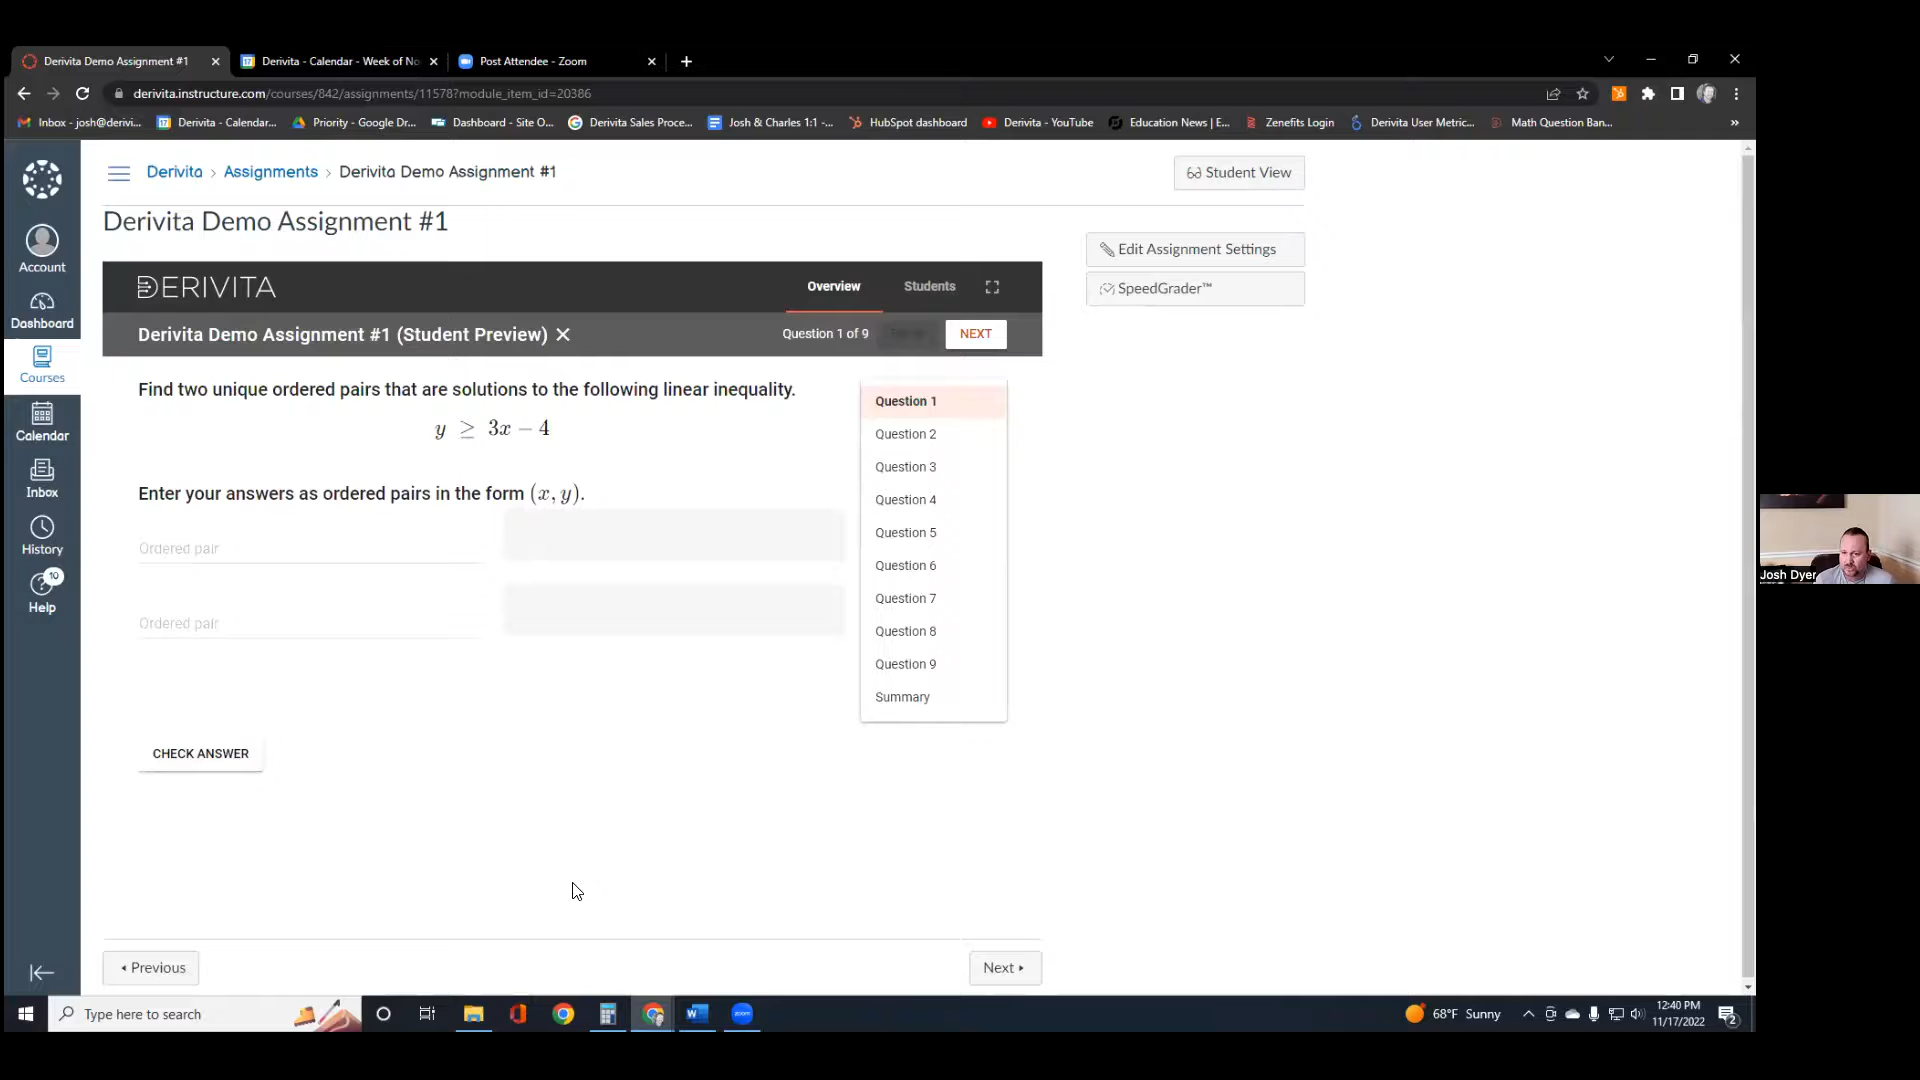 Derivita Demo Assignment #1
Derivita - Calendar - Week of No
Post Attendee - Zoom
derivita.instructure.com/courses/842/assignments/11578?module_item_id=20386
Inbox - josh@derivi...
Derivita - Calendar...
Priority - Google Dr...
Dashboard - Site O...
Derivita Sales Proce...
Josh & Charles 1:1 -...
HubSpot dashboard
Derivita - YouTube
Education News | E...
Zenefits Login
Derivita User Metric...
Math Question Ban...
»
Derivita › Assignments › Derivita Demo Assignment #1
Student View
Derivita Demo Assignment #1
Account
Dashboard
Courses
Calendar
Inbox
History
10
Help
Edit Assignment Settings
SpeedGrader™
DERIVITA
Overview
Students
Derivita Demo Assignment #1 (Student Preview)
Question 1 of 9
NEXT
Find two unique ordered pairs that are solutions to the following linear inequality.
y ≥ 3x − 4
Enter your answers as ordered pairs in the form (x, y).
Ordered pair
Ordered pair
CHECK ANSWER
Question 1
Question 2
Question 3
Question 4
Question 5
Question 6
Question 7
Question 8
Question 9
Summary
Previous
Next
Josh Dyer
Type here to search
zoom
68°F Sunny
12:40 PM
11/17/2022
2